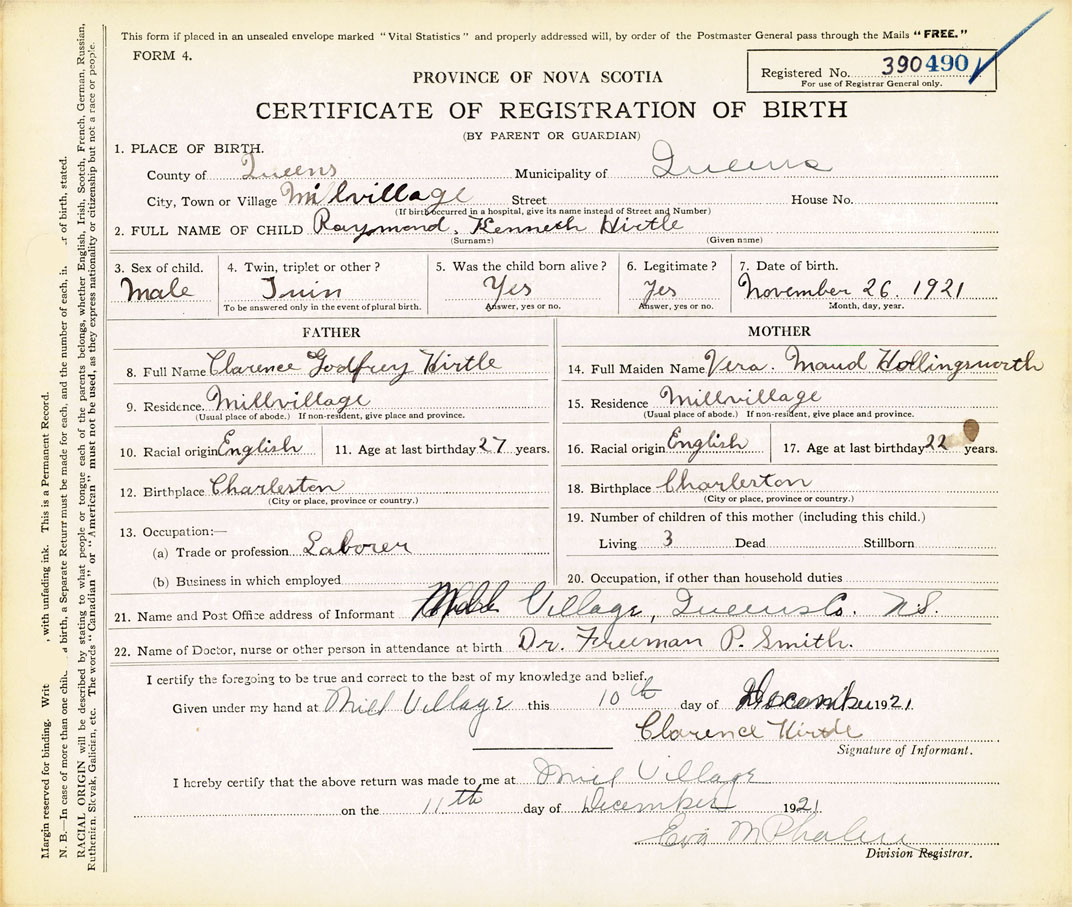 This form if placed in an unsealed envelope marked "Vital Statistics" and properly addressed will, by order of the Postmaster General pass through the Mails "FREE."
FORM 4.
Registered No. 390490
For use of Registrar General only.
PROVINCE OF NOVA SCOTIA
CERTIFICATE OF REGISTRATION OF BIRTH
(BY PARENT OR GUARDIAN)
1. PLACE OF BIRTH.
County of Queens Municipality of Queens
City, Town or Village Millvillage Street House No.
(If birth occurred in a hospital, give its name instead of Street and Number)
2. FULL NAME OF CHILD Raymond, Kenneth Hirtle
(Surname) (Given name)
3. Sex of child. 4. Twin, triplet or other? 5. Was the child born alive? 6. Legitimate? 7. Date of birth.
Male Twin Yes Yes November 26. 1921
To be answered only in the event of plural birth. Answer, yes or no. Answer, yes or no. Month, day, year.
FATHER MOTHER
8. Full Name Clarence Godfrey Hirtle 14. Full Maiden Name Vera. Maud Hollingsworth
9. Residence. Millvillage 15. Residence Millvillage
(Usual place of abode.) If non-resident, give place and province. (Usual place of abode.) If non-resident, give place and province.
10. Racial origin English 11. Age at last birthday 27 years. 16. Racial origin English 17. Age at last birthday 22 years.
12. Birthplace Charleston 18. Birthplace Charleston
(City or place, province or country.) (City or place, province or country.)
13. Occupation:— 19. Number of children of this mother (including this child.)
(a) Trade or profession Laborer Living 3 Dead Stillborn
(b) Business in which employed 20. Occupation, if other than household duties
21. Name and Post Office address of Informant Village, Queens Co. N.S.
22. Name of Doctor, nurse or other person in attendance at birth Dr. Freeman P. Smith.
I certify the foregoing to be true and correct to the best of my knowledge and belief,
Given under my hand at Mill Village this 10th day of December 1921.
Clarence Hirtle
Signature of Informant.
I hereby certify that the above return was made to me at Mill Village
on the 11th day of December 1921
Eva M Phalen
Division Registrar.
Margin reserved for binding. Writ , with unfading ink. This is a Permanent Record.
N. B.—In case of more than one chil. a birth, a Separate Return must be made for each, and the number of each, in r of birth, stated.
RACIAL ORIGIN will be described by stating to what people or tongue each of the parents belongs, whether English, Irish, Scotch, French, German, Russian,
Ruthenian, Slovak, Galician, etc. The words "Canadian" or "American" must not be used, as they express nationality or citizenship but not a race or people.